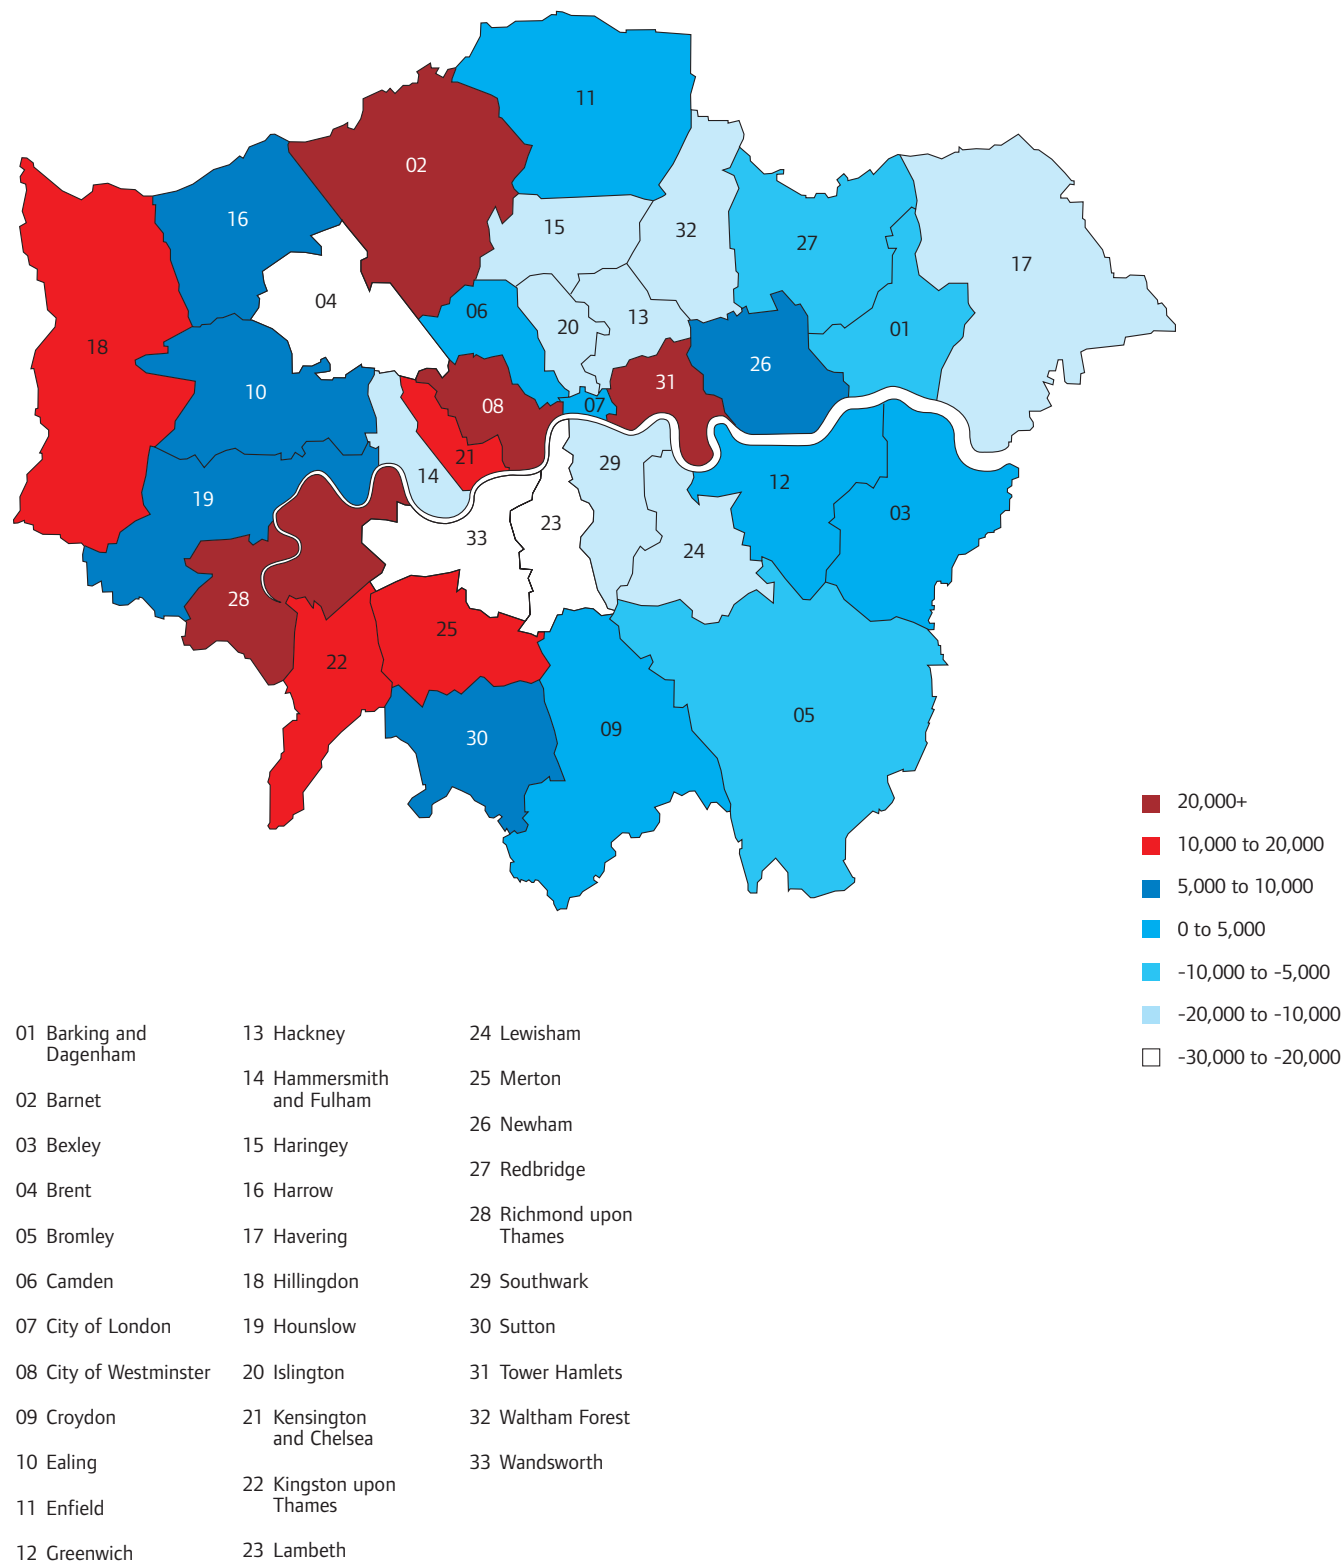 11
02
16
15
32
27
17
04
06
20
13
01
18
10
26
31
08
07
21
14
29
12
19
03
23
33
24
28
25
22
05
09
30
20,000+
10,000 to 20,000
5,000 to 10,000
0 to 5,000
-10,000 to -5,000
-20,000 to -10,000
-30,000 to -20,000
01 Barking and
Dagenham
02 Barnet
03 Bexley
04 Brent
05 Bromley
06 Camden
07 City of London
08 City of Westminster
09 Croydon
10 Ealing
11 Enfield
12 Greenwich
13 Hackney
14 Hammersmith
and Fulham
15 Haringey
16 Harrow
17 Havering
18 Hillingdon
19 Hounslow
20 Islington
21 Kensington
and Chelsea
22 Kingston upon
Thames
23 Lambeth
24 Lewisham
25 Merton
26 Newham
27 Redbridge
28 Richmond upon
Thames
29 Southwark
30 Sutton
31 Tower Hamlets
32 Waltham Forest
33 Wandsworth